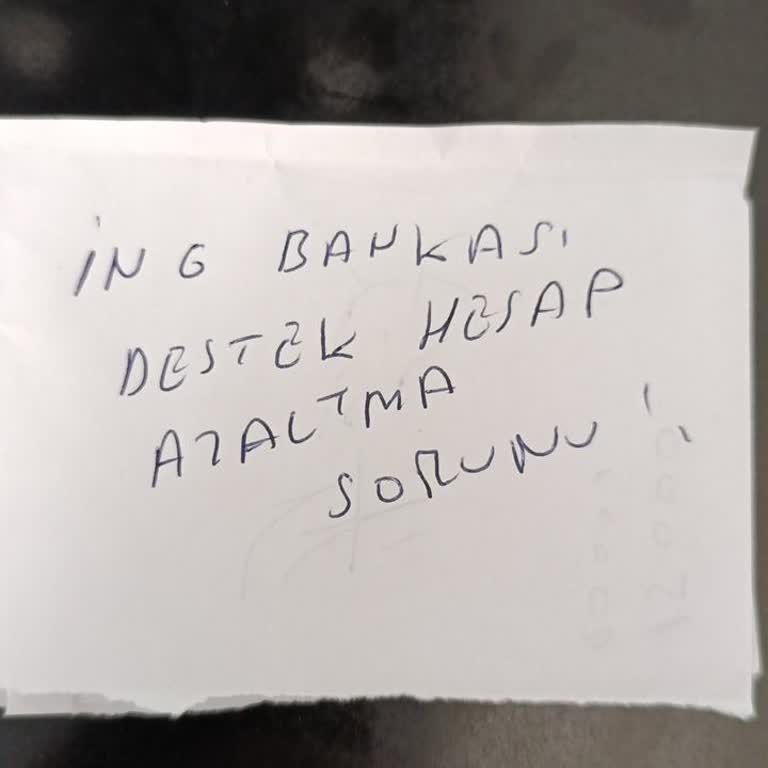 İNG BANKASI
DESTEK HESAP
AZALTMA
SORUNU!